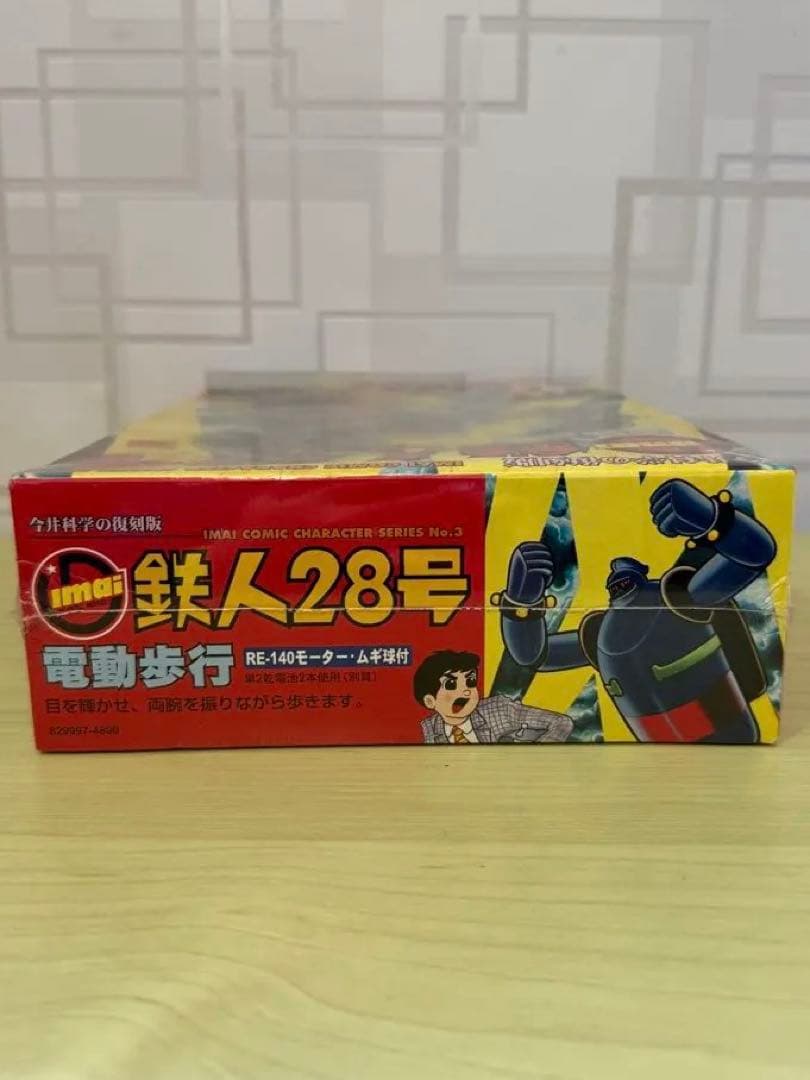 今井科学の復刻版
IMAI COMIC CHARACTER SERIES No.3
imai
鉄人28号
電動歩行
RE-140モーター・ムギ球付
単2乾電池2本使用(別買)
目を輝かせ、両腕を振りながら歩きます。